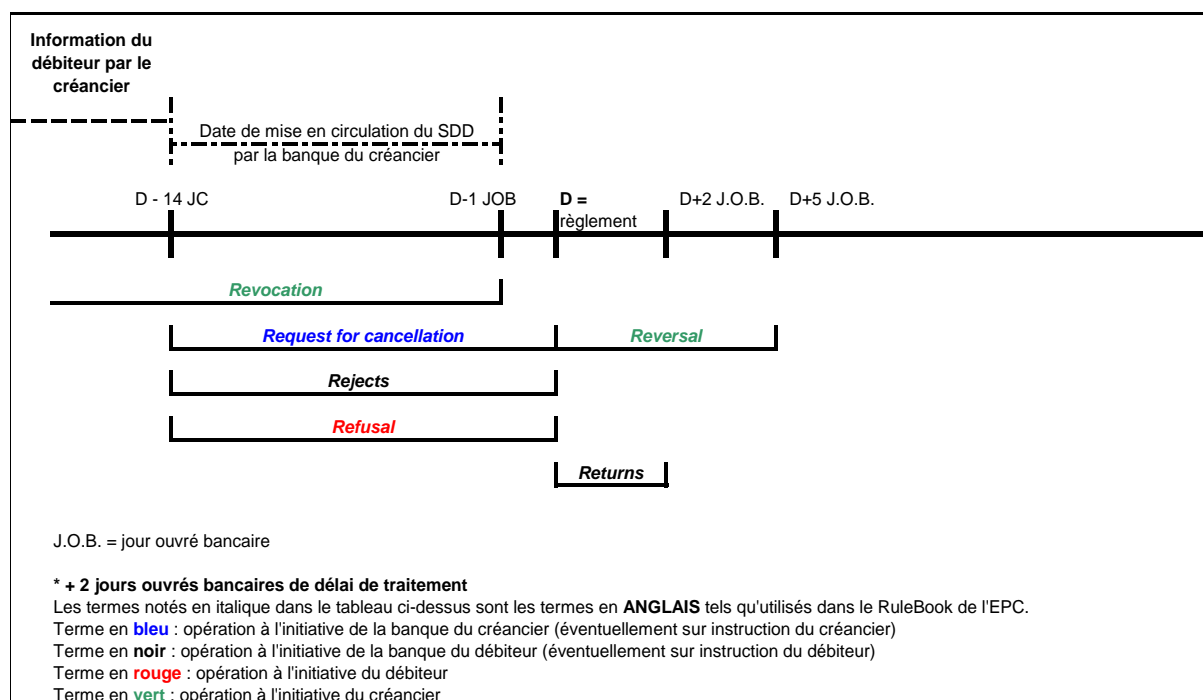 Information du
débiteur par le
créancier
Date de mise en circulation du SDD
par la banque du créancier
D - 14 JC
D-1 JOB
D =
règlement
D+2 J.O.B.
D+5 J.O.B.
Revocation
Request for cancellation
Reversal
Rejects
Refusal
Returns
J.O.B. = jour ouvré bancaire
* + 2 jours ouvrés bancaires de délai de traitement
Les termes notés en italique dans le tableau ci-dessus sont les termes en ANGLAIS tels qu'utilisés dans le RuleBook de l'EPC.
Terme en bleu : opération à l'initiative de la banque du créancier (éventuellement sur instruction du créancier)
Terme en noir : opération à l'initiative de la banque du débiteur (éventuellement sur instruction du débiteur)
Terme en rouge : opération à l'initiative du débiteur
Terme en vert : opération à l'initiative du créancier